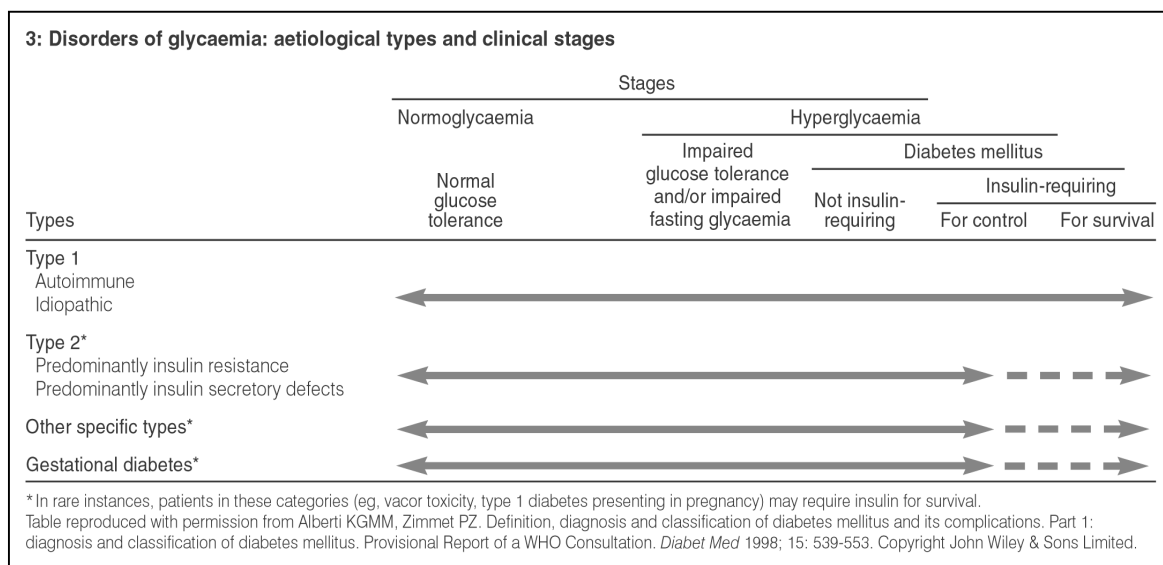 3: Disorders of glycaemia: aetiological types and clinical stages
Stages
Normoglycaemia
Hyperglycaemia
Impaired
glucose tolerance
and/or impaired
fasting glycaemia
Diabetes mellitus
Normal
glucose
tolerance
Not insulin-
requiring
Insulin-requiring
Types
For control
For survival
Type 1
Autoimmune
Idiopathic
Type 2*
Predominantly insulin resistance
Predominantly insulin secretory defects
Other specific types*
Gestational diabetes*
* In rare instances, patients in these categories (eg, vacor toxicity, type 1 diabetes presenting in pregnancy) may require insulin for survival.
Table reproduced with permission from Alberti KGMM, Zimmet PZ. Definition, diagnosis and classification of diabetes mellitus and its complications. Part 1:
diagnosis and classification of diabetes mellitus. Provisional Report of a WHO Consultation. Diabet Med 1998; 15: 539-553. Copyright John Wiley & Sons Limited.